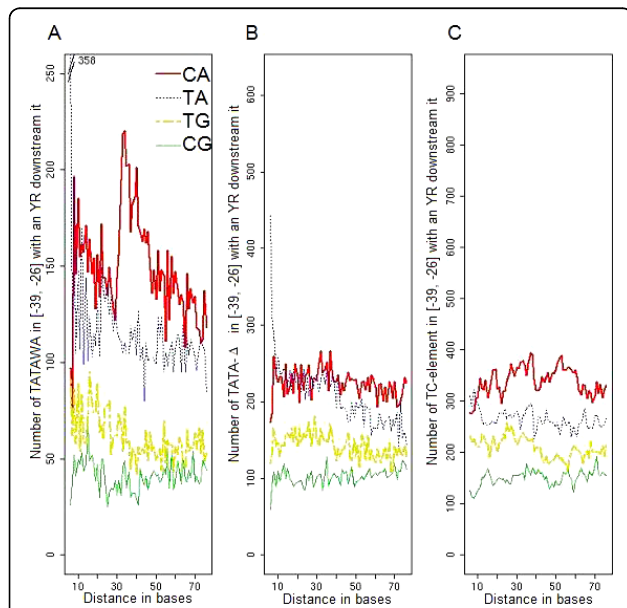 A
Number of TATAWA in [-39, -26] with an YR downstream it
0 50 100 150 200 250
358
CA
TA
TG
CG
10 30 50 70
Distance in bases
B
Number of TATA-Δ in [-39, -26] with an YR downstream it
0 100 200 300 400 500 600
10 30 50 70
Distance in bases
C
Number of TC-element in [-39, -26] with an YR downstream it
0 100 200 300 400 500 600 700 800 900
10 30 50 70
Distance in bases